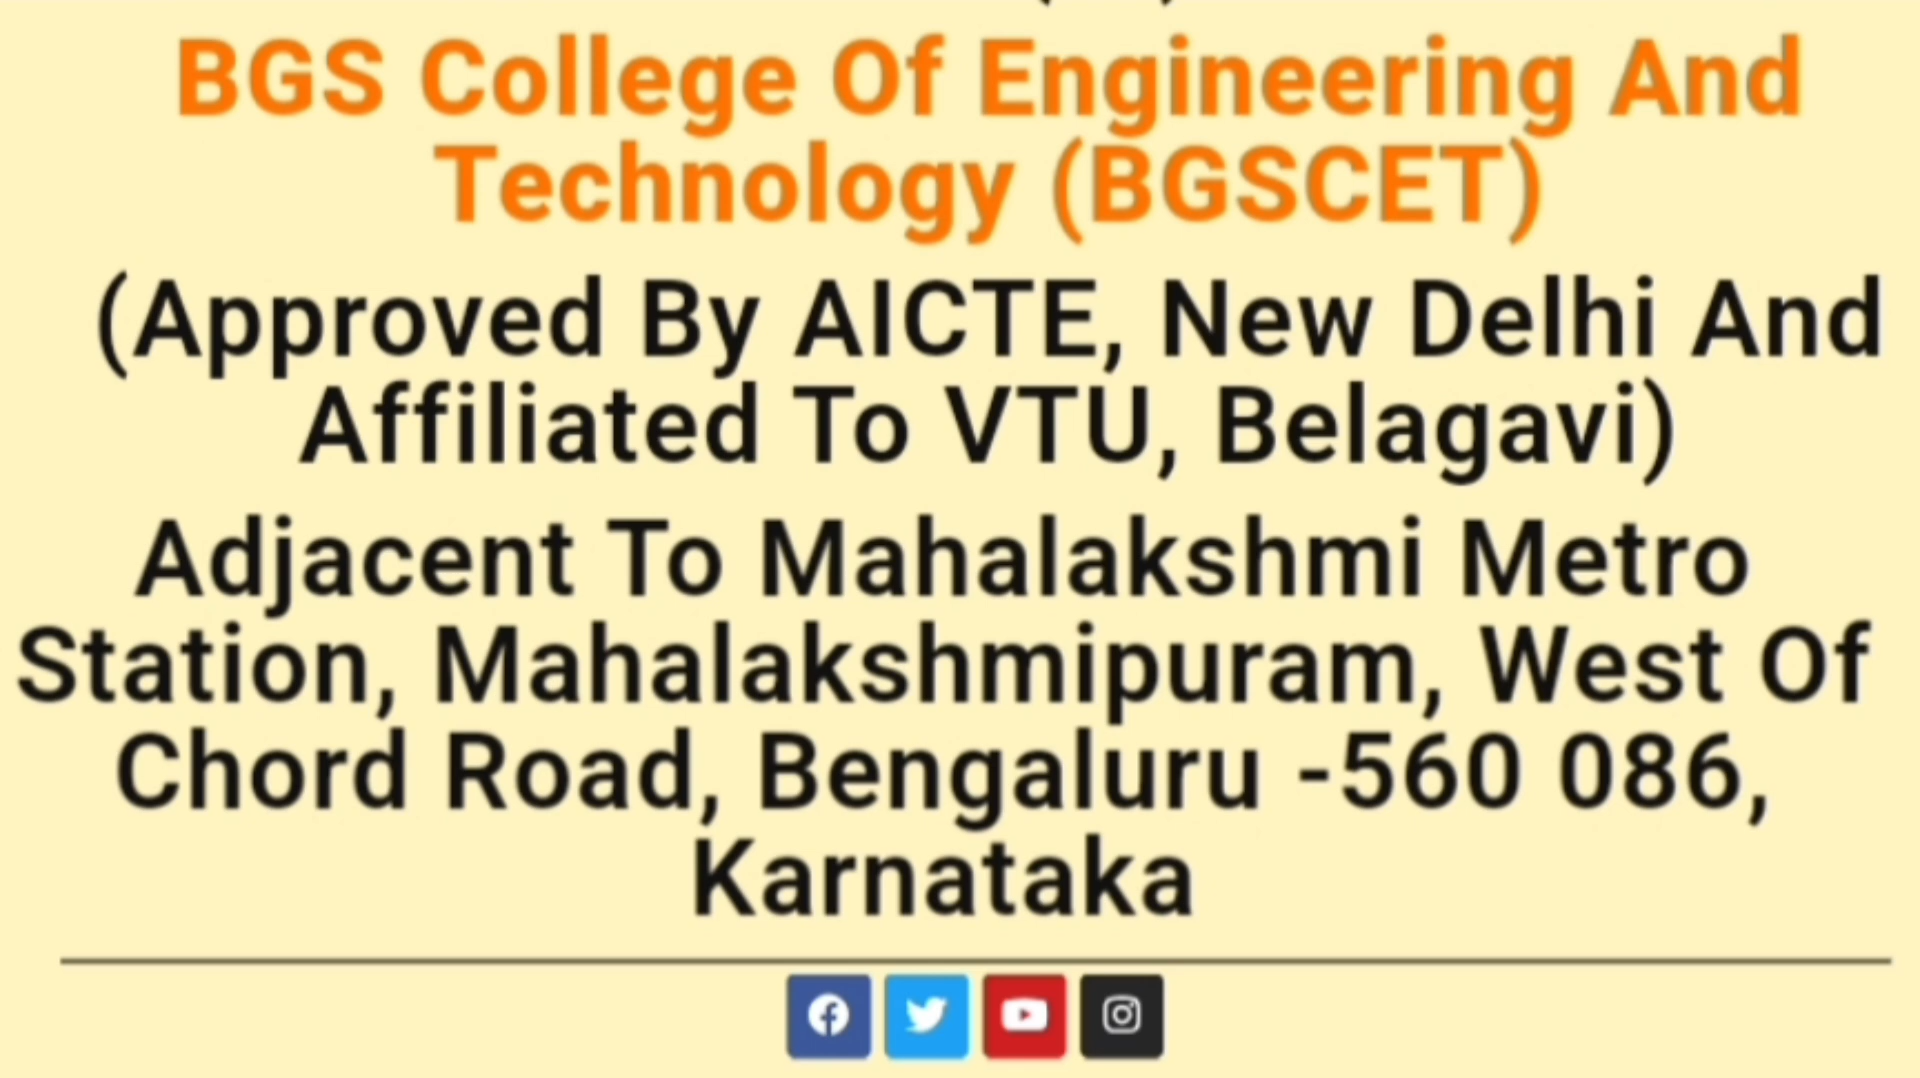 BGS College Of Engineering And
Technology (BGSCET)
(Approved By AICTE, New Delhi And
Affiliated To VTU, Belagavi)
Adjacent To Mahalakshmi Metro
Station, Mahalakshmipuram, West Of
Chord Road, Bengaluru -560 086,
Karnataka